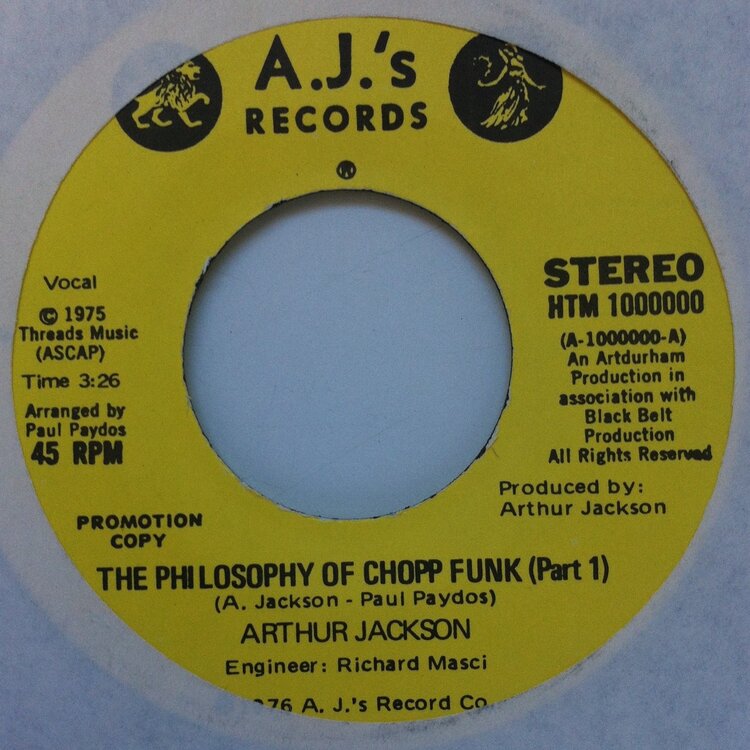 A.J.'s
RECORDS
Vocal
© 1975
Threads Music
(ASCAP)
Time 3:26
Arranged by
Paul Paydos
45 RPM
PROMOTION
COPY
STEREO
HTM 1000000
(A-1000000-A)
An Artdurham
Production in
association with
Black Belt
Production
All Rights Reserved
Produced by:
Arthur Jackson
THE PHILOSOPHY OF CHOPP FUNK (Part 1)
(A. Jackson - Paul Paydos)
ARTHUR JACKSON
Engineer: Richard Masci
76 A. J.'s Record Co